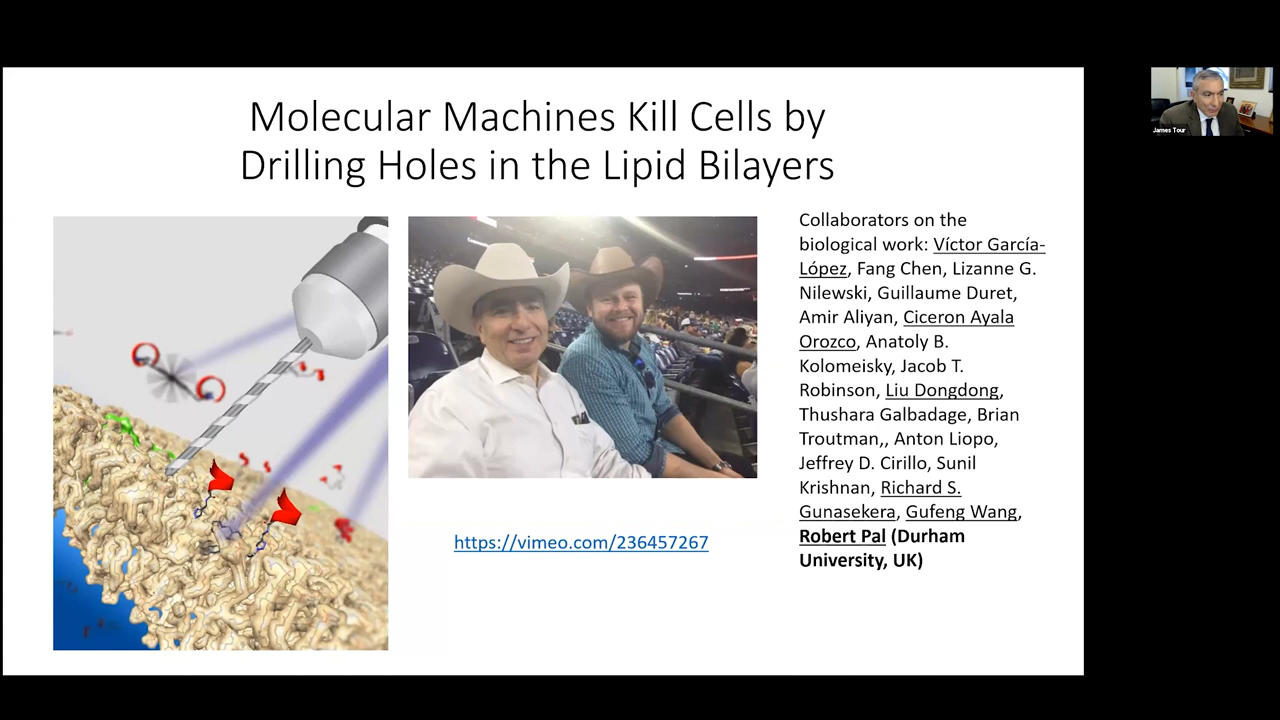 Molecular Machines Kill Cells by
Drilling Holes in the Lipid Bilayers
Collaborators on the
biological work: Víctor García-
López, Fang Chen, Lizanne G.
Nilewski, Guillaume Duret,
Amir Aliyan, Ciceron Ayala
Orozco, Anatoly B.
Kolomeisky, Jacob T.
Robinson, Liu Dongdong,
Thushara Galbadage, Brian
Troutman,, Anton Liopo,
Jeffrey D. Cirillo, Sunil
Krishnan, Richard S.
Gunasekera, Gufeng Wang,
Robert Pal (Durham
University, UK)
https://vimeo.com/236457267
James Tour